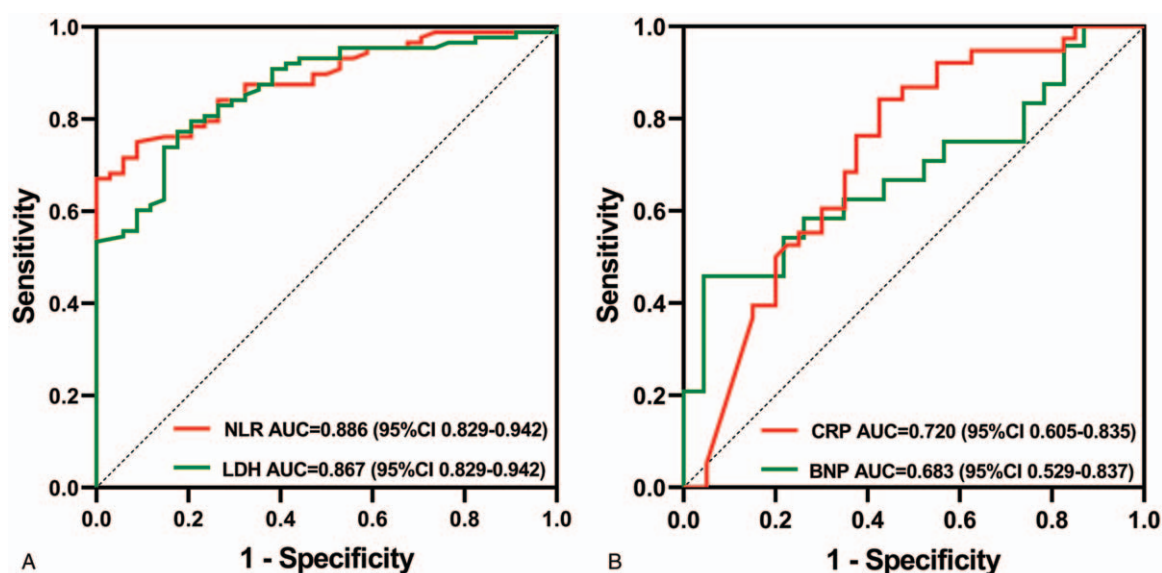 1.0
0.8
0.6
0.4
0.2
0.0
Sensitivity
NLR AUC=0.886 (95%CI 0.829-0.942)
LDH AUC=0.867 (95%CI 0.829-0.942)
0.0 0.2 0.4 0.6 0.8 1.0
1 - Specificity
A
1.0
0.8
0.6
0.4
0.2
0.0
Sensitivity
CRP AUC=0.720 (95%CI 0.605-0.835)
BNP AUC=0.683 (95%CI 0.529-0.837)
0.0 0.2 0.4 0.6 0.8 1.0
1 - Specificity
B